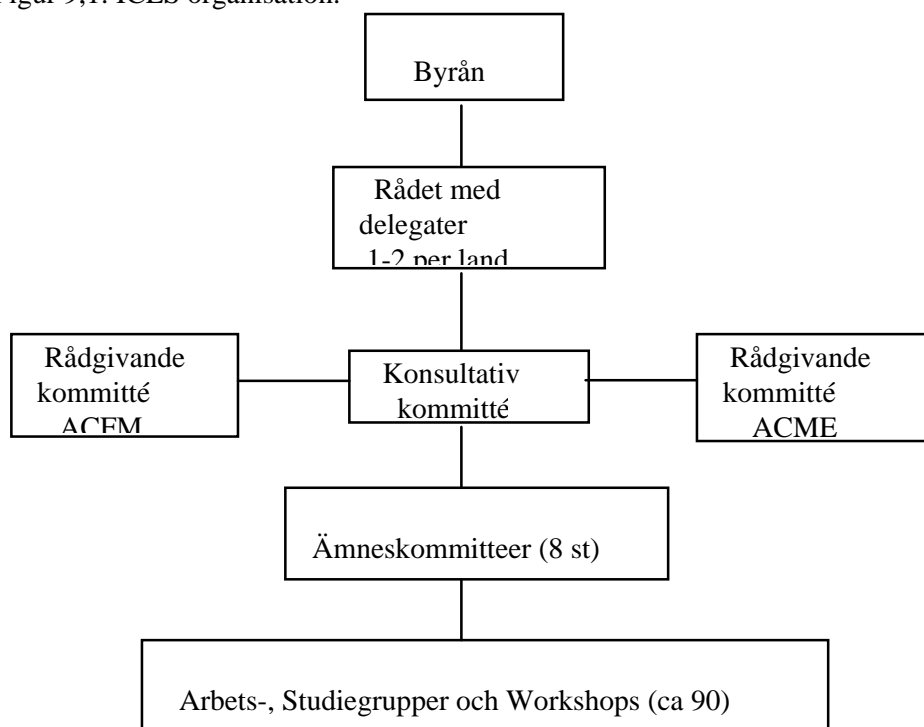 Figur 9,1. ICES organisation.
Byrån
Rådet med
delegater
1-2 per land
Rådgivande
kommitté
ACFM
Konsultativ
kommitté
Rådgivande
kommitté
ACME
Ämneskommitteer (8 st)
Arbets-, Studiegrupper och Workshops (ca 90)